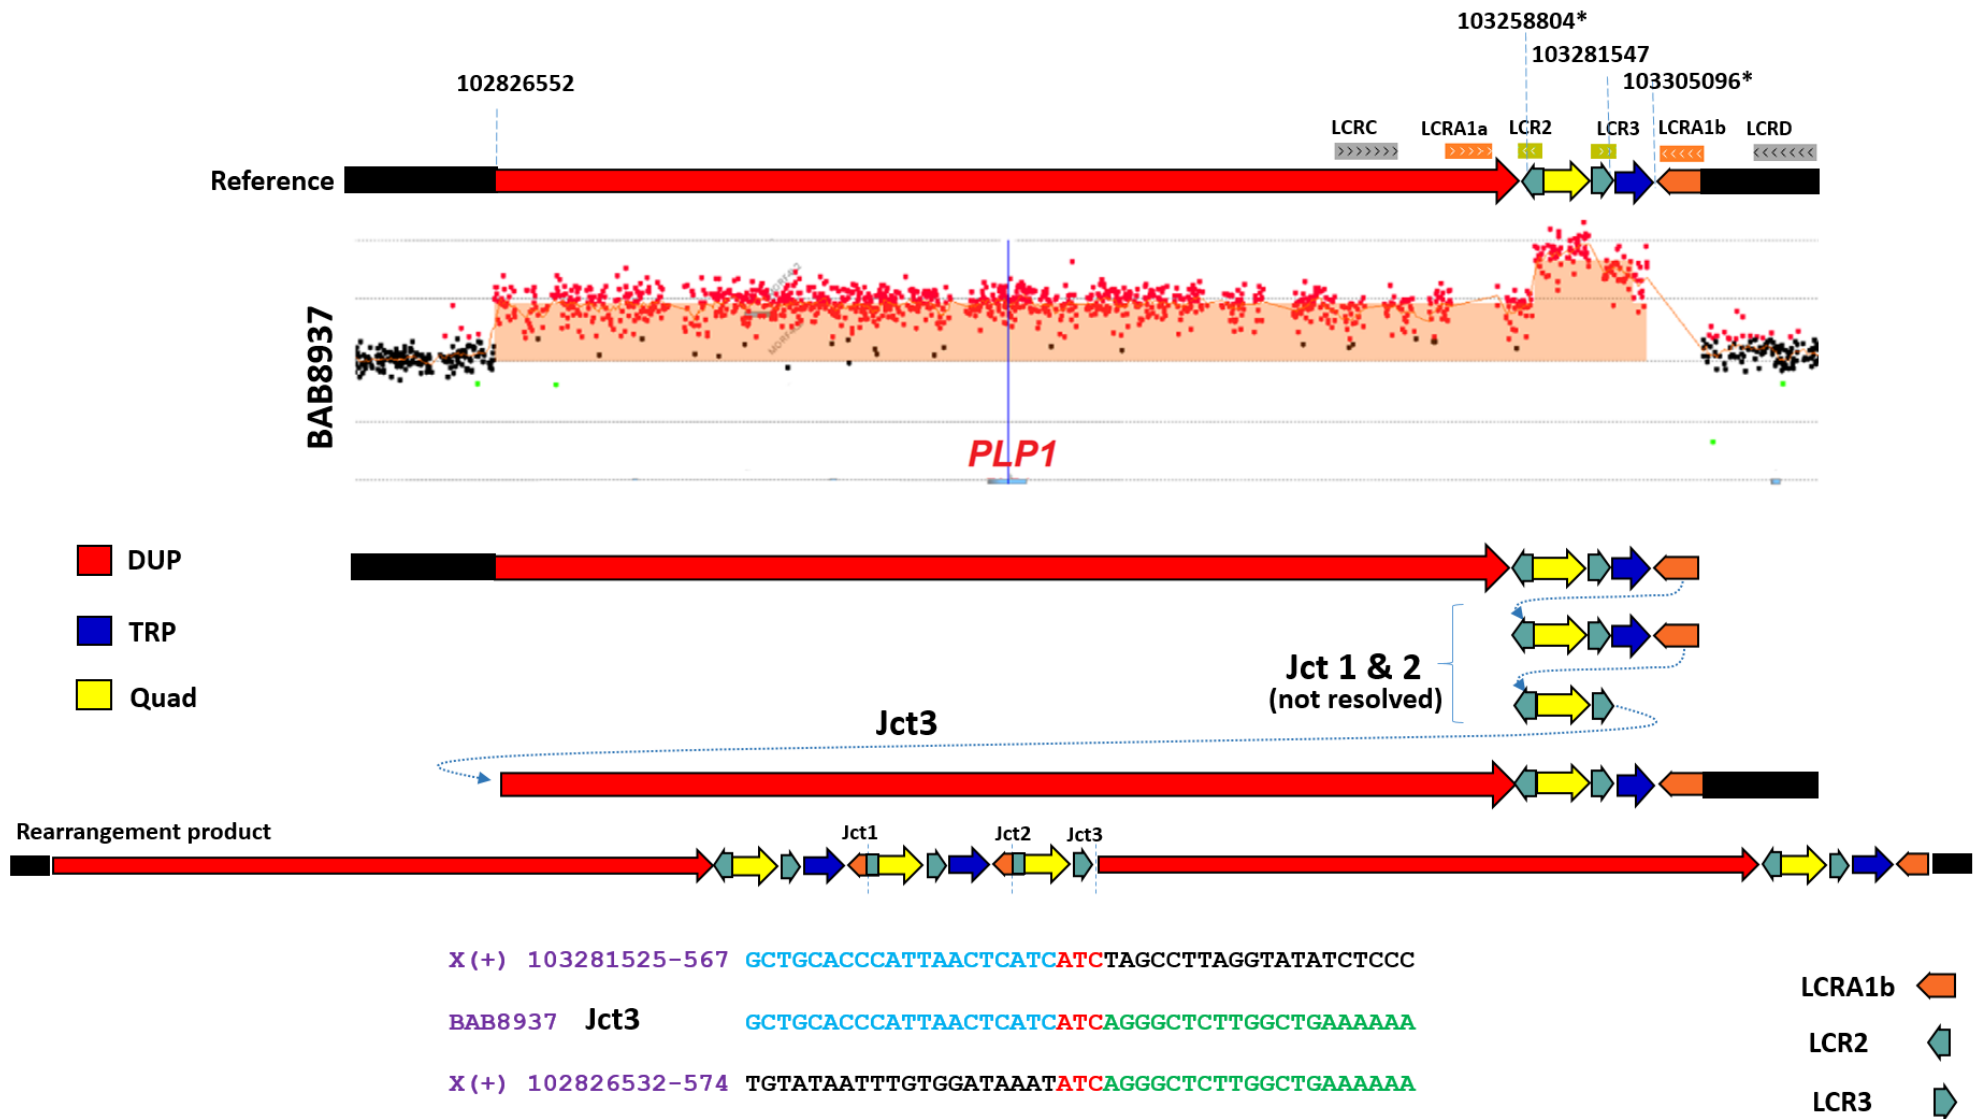 103258804*
103281547
102826552
103305096*
LCRC LCRA1a LCR2 LCR3 LCRA1b LCRD
Reference
BAB8937
PLP1
DUP
TRP
Quad
Jct 1 & 2
(not resolved)
Jct3
Rearrangement product
Jct1 Jct2 Jct3
X(+) 103281525-567 GCTGCACCCATTAACTCATCATCTAGCCTTAGGTATATCTCCC
BAB8937 Jct3 GCTGCACCCATTAACTCATCATCAGGGCTCTTGGCTGAAAAAA
X(+) 102826532-574 TGTATAATTTGTGGATAAATATCAGGGCTCTTGGCTGAAAAAA
LCRA1b
LCR2
LCR3